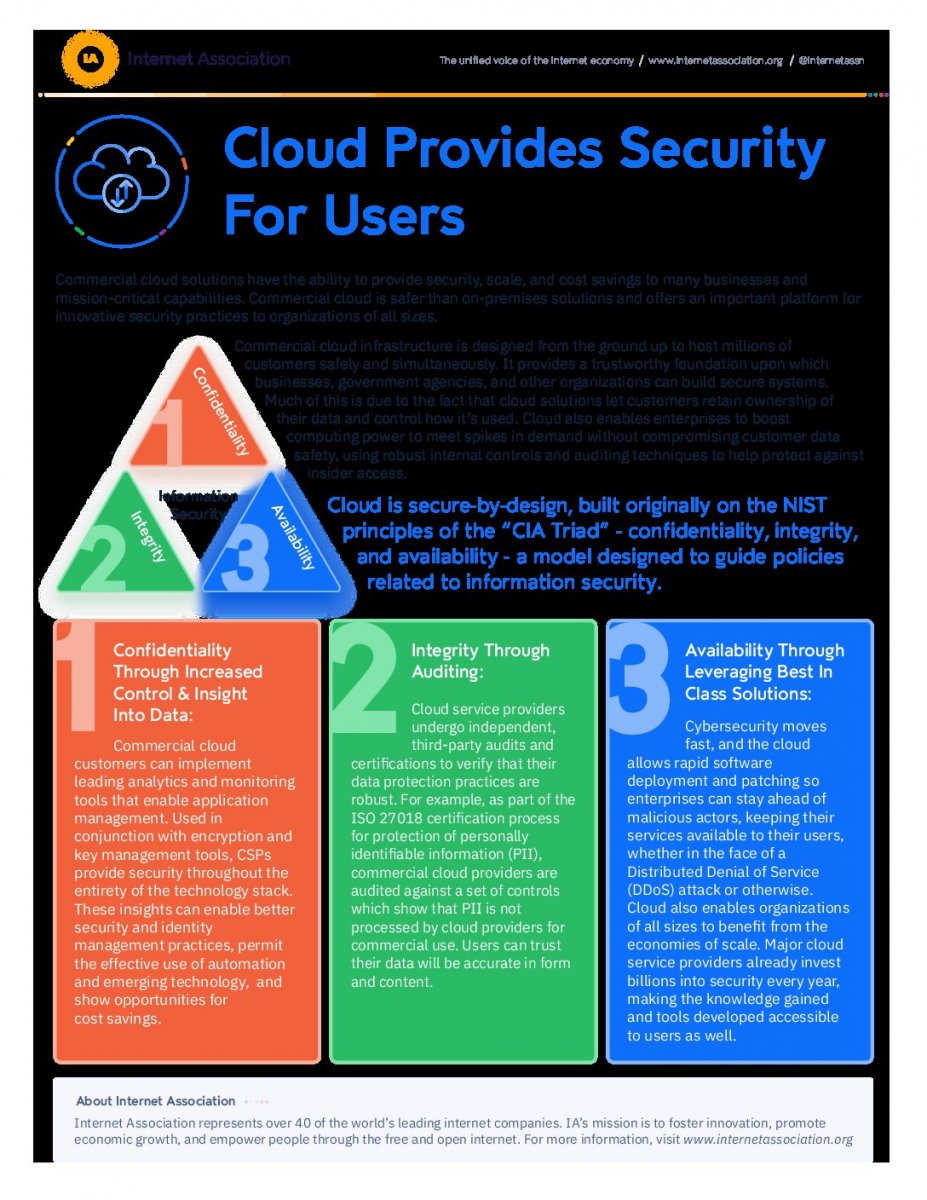 IA Internet Association
The unified voice of the internet economy / www.internetassociation.org / @internetassn
Cloud Provides Security
For Users
Commercial cloud solutions have the ability to provide security, scale, and cost savings to many businesses and
mission-critical capabilities. Commercial cloud is safer than on-premises solutions and offers an important platform for
innovative security practices to organizations of all sizes.
Commercial cloud infrastructure is designed from the ground up to host millions of
customers safely and simultaneously. It provides a trustworthy foundation upon which
businesses, government agencies, and other organizations can build secure systems.
Much of this is due to the fact that cloud solutions let customers retain ownership of
their data and control how it's used. Cloud also enables enterprises to boost
computing power to meet spikes in demand without compromising customer data
safety, using robust internal controls and auditing techniques to help protect against
insider access.
1
Confidentiality
Information
Security
2
Integrity
3
Availability
Cloud is secure-by-design, built originally on the NIST
principles of the “CIA Triad” - confidentiality, integrity,
and availability - a model designed to guide policies
related to information security.
1
Confidentiality
Through Increased
Control & Insight
Into Data:
Commercial cloud
customers can implement
leading analytics and monitoring
tools that enable application
management. Used in
conjunction with encryption and
key management tools, CSPs
provide security throughout the
entirety of the technology stack.
These insights can enable better
security and identity
management practices, permit
the effective use of automation
and emerging technology, and
show opportunities for
cost savings.
2
Integrity Through
Auditing:
Cloud service providers
undergo independent,
third-party audits and
certifications to verify that their
data protection practices are
robust. For example, as part of the
ISO 27018 certification process
for protection of personally
identifiable information (PII),
commercial cloud providers are
audited against a set of controls
which show that PII is not
processed by cloud providers for
commercial use. Users can trust
their data will be accurate in form
and content.
3
Availability Through
Leveraging Best In
Class Solutions:
Cybersecurity moves
fast, and the cloud
allows rapid software
deployment and patching so
enterprises can stay ahead of
malicious actors, keeping their
services available to their users,
whether in the face of a
Distributed Denial of Service
(DDoS) attack or otherwise.
Cloud also enables organizations
of all sizes to benefit from the
economies of scale. Major cloud
service providers already invest
billions into security every year,
making the knowledge gained
and tools developed accessible
to users as well.
About Internet Association
Internet Association represents over 40 of the world's leading internet companies. IA's mission is to foster innovation, promote
economic growth, and empower people through the free and open internet. For more information, visit www.internetassociation.org